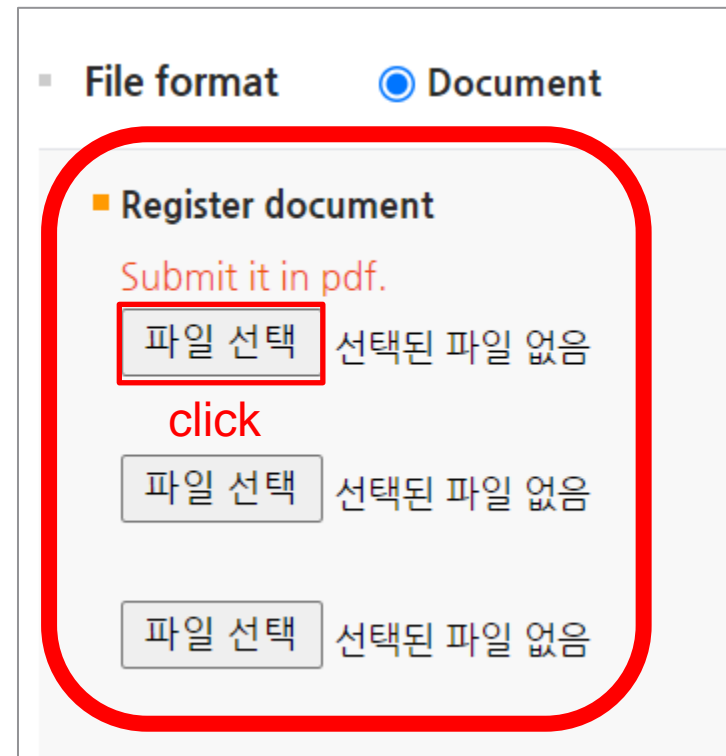 File format Document
Register document
Submit it in pdf.
파일 선택 선택된 파일 없음
click
파일 선택 선택된 파일 없음
파일 선택 선택된 파일 없음